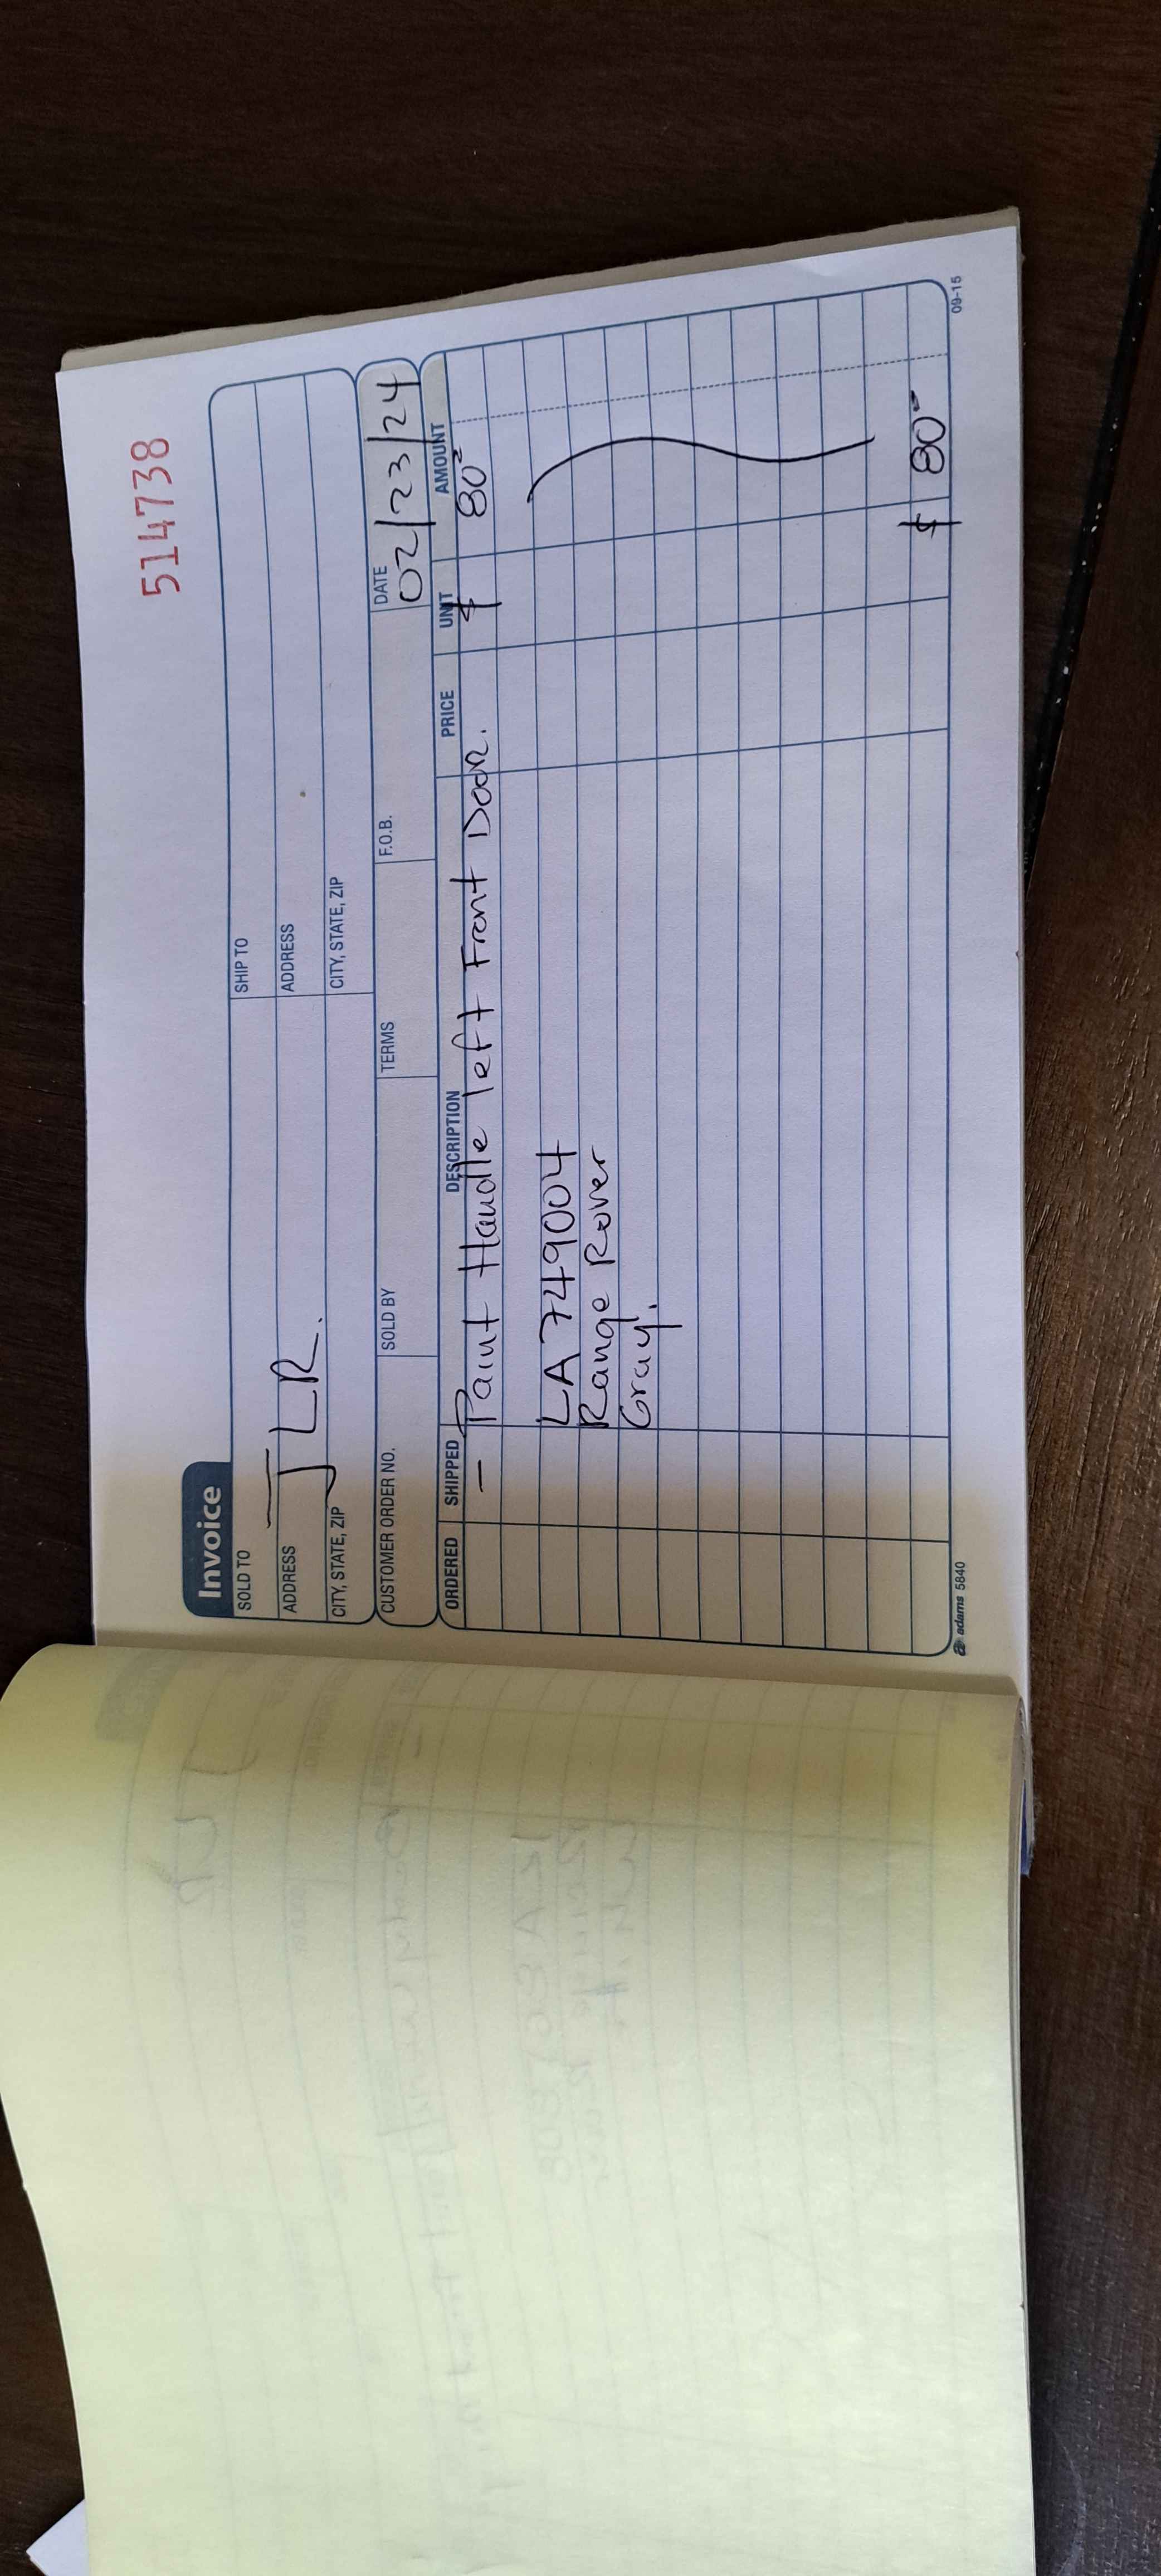 514738
Invoice
SOLD TO SHIP TO
ADDRESS JLR. ADDRESS
CITY, STATE, ZIP CITY, STATE, ZIP
CUSTOMER ORDER NO. SOLD BY TERMS F.O.B. DATE 02/23/24
ORDERED SHIPPED DESCRIPTION PRICE UNIT AMOUNT
- Paint Handle left Front Door. $ 80=
LA749004
Range Rover
Gray.
$ 80=
adams 5840 09-15